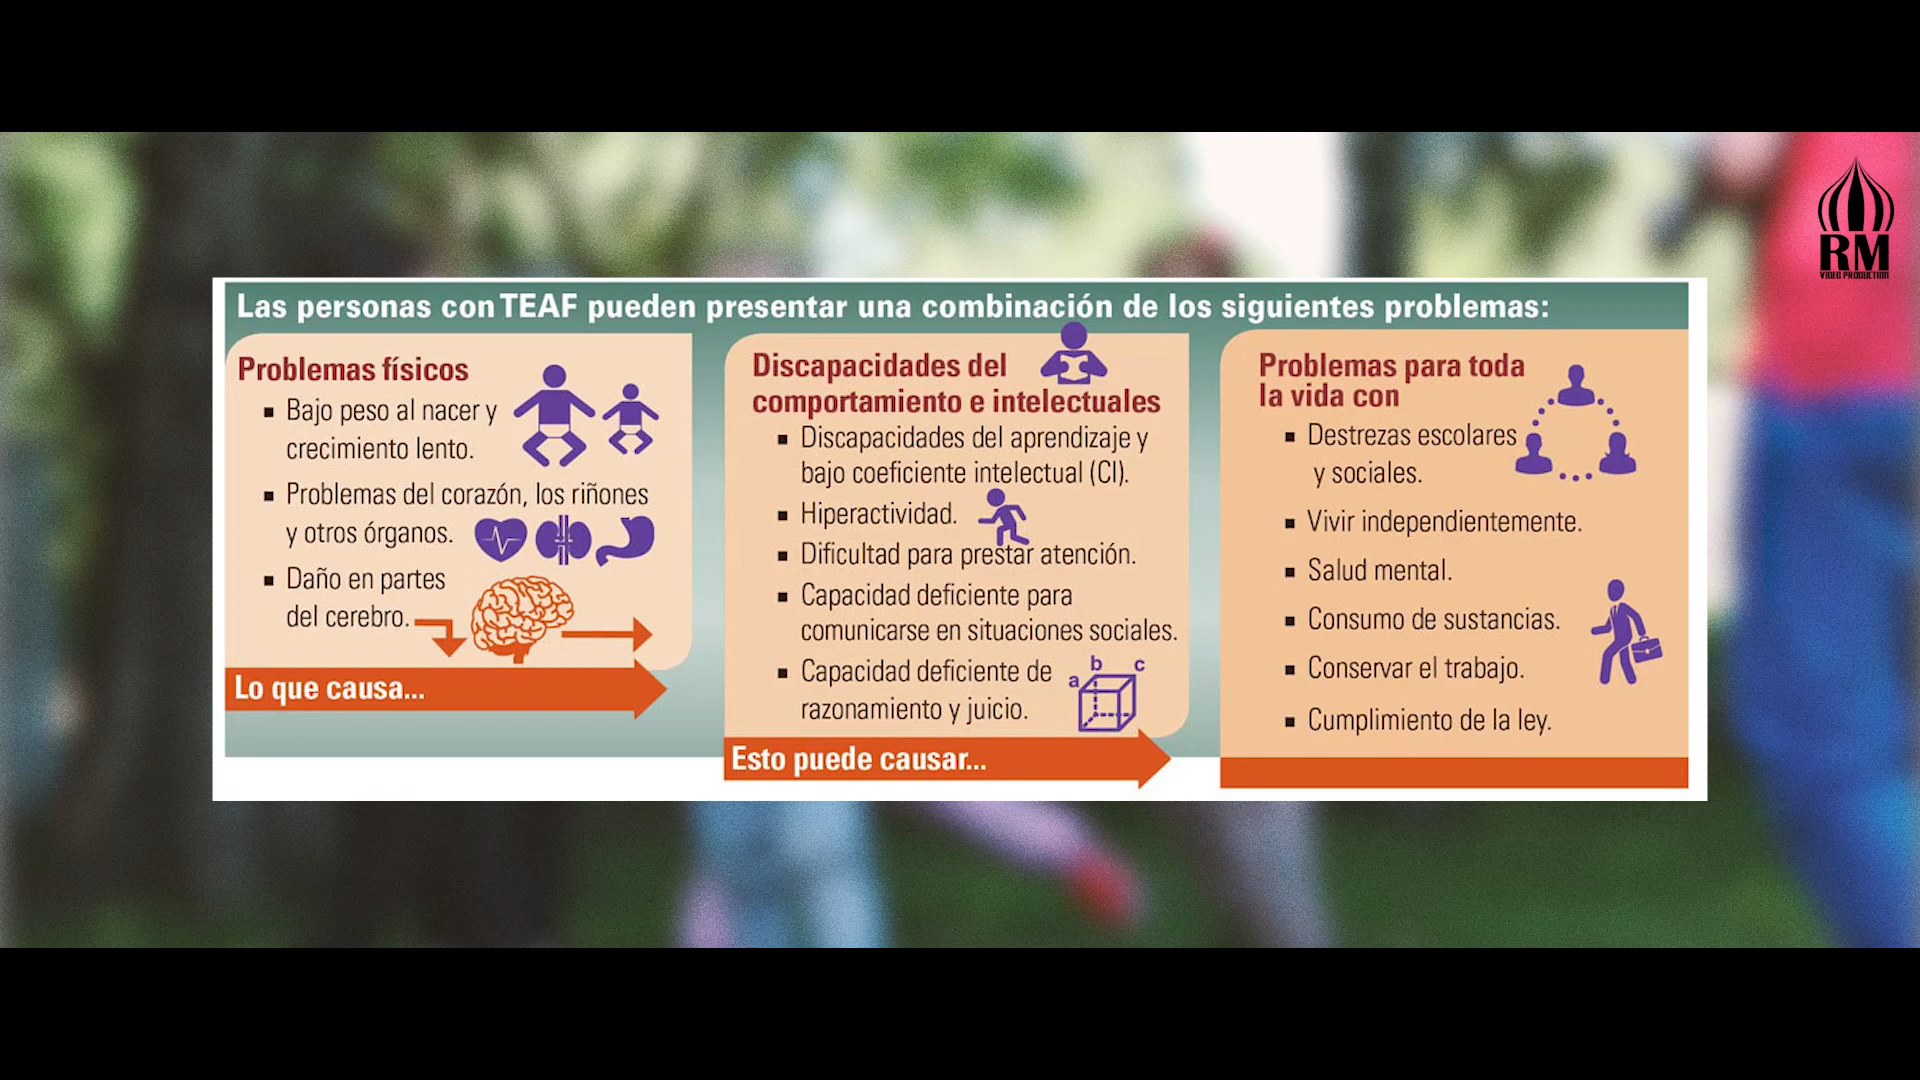 RM
VIDEO PRODUCTION
Las personas con TEAF pueden presentar una combinación de los siguientes problemas:
Problemas físicos
▪ Bajo peso al nacer y
crecimiento lento.
▪ Problemas del corazón, los riñones
y otros órganos.
▪ Daño en partes
del cerebro.
Lo que causa...
Discapacidades del
comportamiento e intelectuales
▪ Discapacidades del aprendizaje y
bajo coeficiente intelectual (CI).
▪ Hiperactividad.
▪ Dificultad para prestar atención.
▪ Capacidad deficiente para
comunicarse en situaciones sociales.
▪ Capacidad deficiente de
razonamiento y juicio.
a b c
Esto puede causar...
Problemas para toda
la vida con
▪ Destrezas escolares
y sociales.
▪ Vivir independientemente.
▪ Salud mental.
▪ Consumo de sustancias.
▪ Conservar el trabajo.
▪ Cumplimiento de la ley.